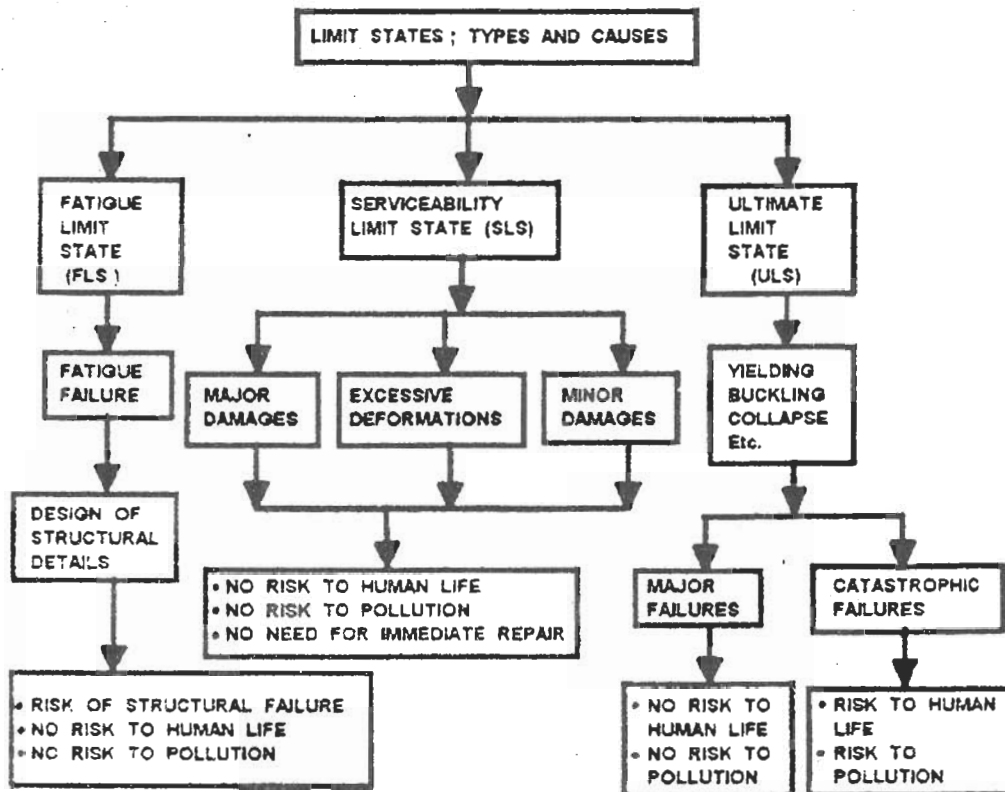 LIMIT STATES ; TYPES AND CAUSES
FATIGUE
LIMIT
STATE
(FLS )
SERVICEABILITY
LIMIT STATE (SLS)
ULTIMATE
LIMIT
STATE
(ULS)
FATIGUE
FAILURE
MAJOR
DAMAGES
EXCESSIVE
DEFORMATIONS
MINOR
DAMAGES
YIELDING
BUCKLING
COLLAPSE
Etc.
DESIGN OF
STRUCTURAL
DETAILS
• NO RISK TO HUMAN LIFE
• NO RISK TO POLLUTION
• NO NEED FOR IMMEDIATE REPAIR
MAJOR
FAILURES
CATASTROPHIC
FAILURES
• RISK OF STRUCTURAL FAILURE
• NO RISK TO HUMAN LIFE
• NO RISK TO POLLUTION
• NO RISK TO
HUMAN LIFE
• NO RISK TO
POLLUTION
• RISK TO HUMAN
LIFE
• RISK TO
POLLUTION